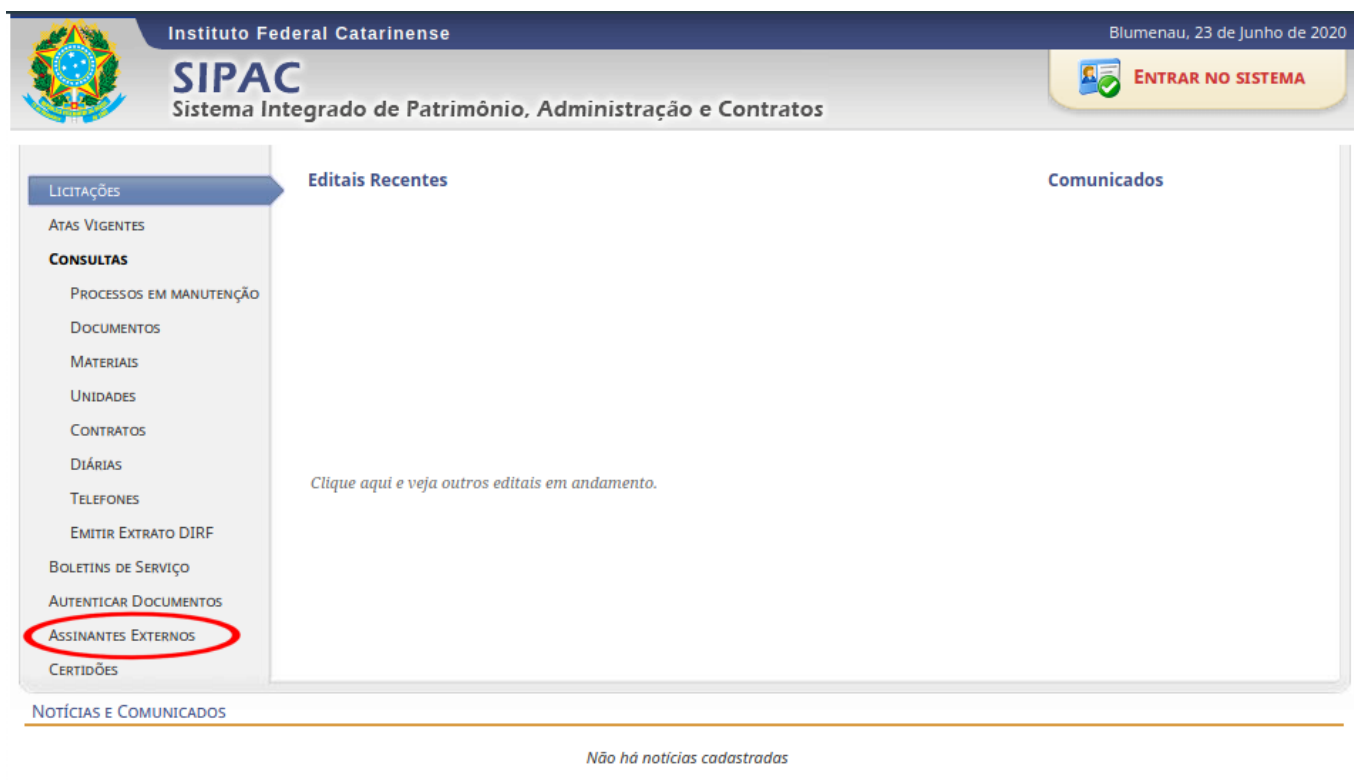 Instituto Federal Catarinense
Blumenau, 23 de Junho de 2020
SIPAC
Sistema Integrado de Patrimônio, Administração e Contratos
Entrar no sistema
Licitações
Atas Vigentes
Consultas
Processos em manutenção
Documentos
Materiais
Unidades
Contratos
Diárias
Telefones
Emitir Extrato DIRF
Boletins de Serviço
Autenticar Documentos
Assinantes Externos
Certidões
Editais Recentes
Clique aqui e veja outros editais em andamento.
Comunicados
Notícias e Comunicados
Não há notícias cadastradas